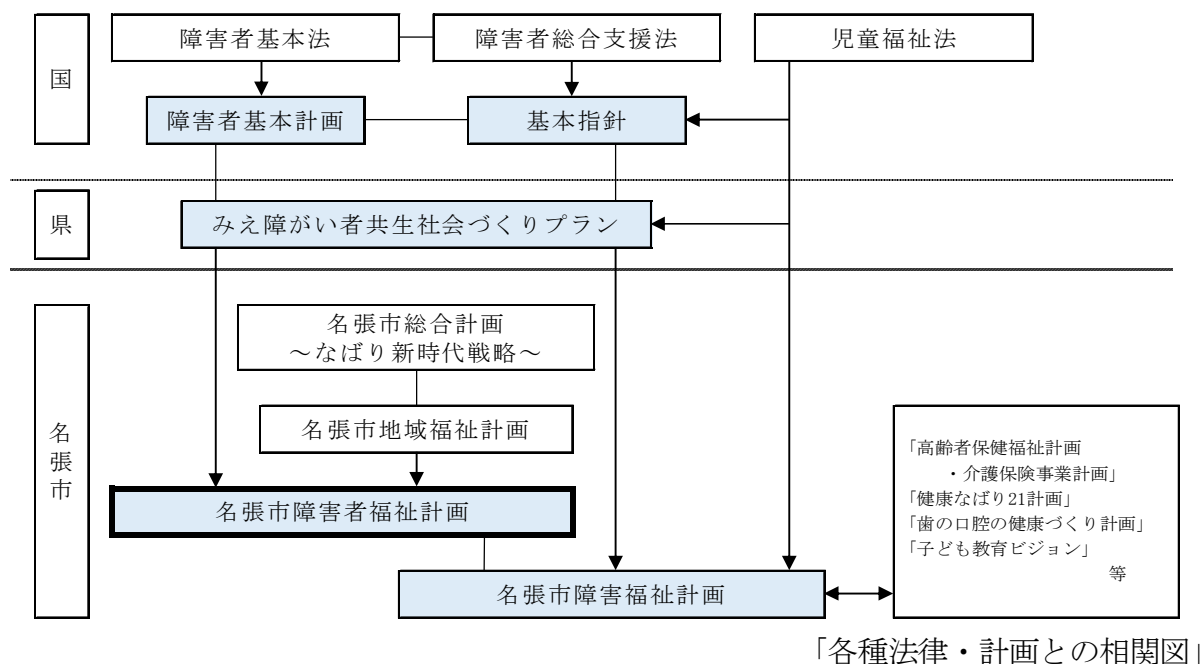 国
障害者基本法
障害者総合支援法
児童福祉法
障害者基本計画
基本指針
県
みえ障がい者共生社会づくりプラン
名張市
名張市総合計画
～なばり新時代戦略～
名張市地域福祉計画
名張市障害者福祉計画
名張市障害福祉計画
「高齢者保健福祉計画
・介護保険事業計画」
「健康なばり21計画」
「歯の口腔の健康づくり計画」
「子ども教育ビジョン」
等
「各種法律・計画との相関図」